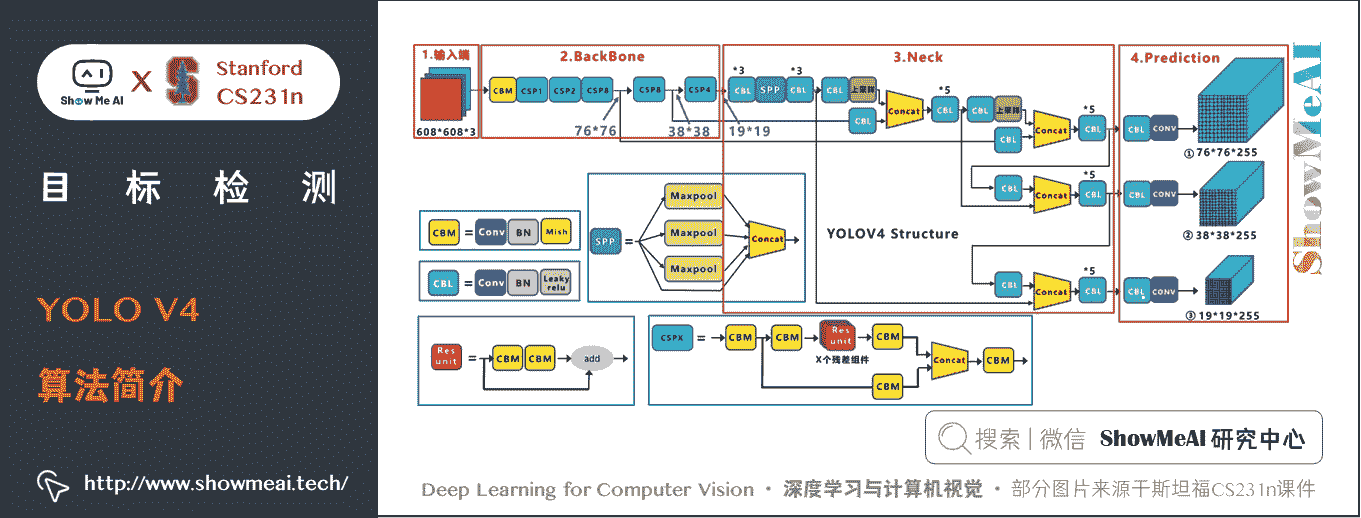 Show Me AI
X
Stanford
CS231n
目标检测
YOLO V4
算法简介
http://www.showmeai.tech/
1.输入端
608*608*3
2.BackBone
CBM CSP1 CSP2 CSP8 CSP8 CSP4
76*76 38*38 19*19
3.Neck
*3 *3
CBL SPP CBL CBL 上采样
CBL
Concat
*5
CBL CBL 上采样
CBL
Concat
*5
CBL
CBL
Concat
*5
CBL
CBL
Concat
*5
CBL
YOLOV4 Structure
4.Prediction
CBL CONV
①76*76*255
CBL CONV
②38*38*255
CBL CONV
③19*19*255
ShowMeAI
CBM = Conv BN Mish
CBL = Conv BN Leaky relu
SPP =
Maxpool
Maxpool
Maxpool
Concat
Res unit = CBM CBM add
CSPX = CBM CBM Res unit CBM
X个残差组件
CBM
Concat
CBM
搜索 | 微信 ShowMeAI 研究中心
Deep Learning for Computer Vision · 深度学习与计算机视觉 · 部分图片来源于斯坦福CS231n课件